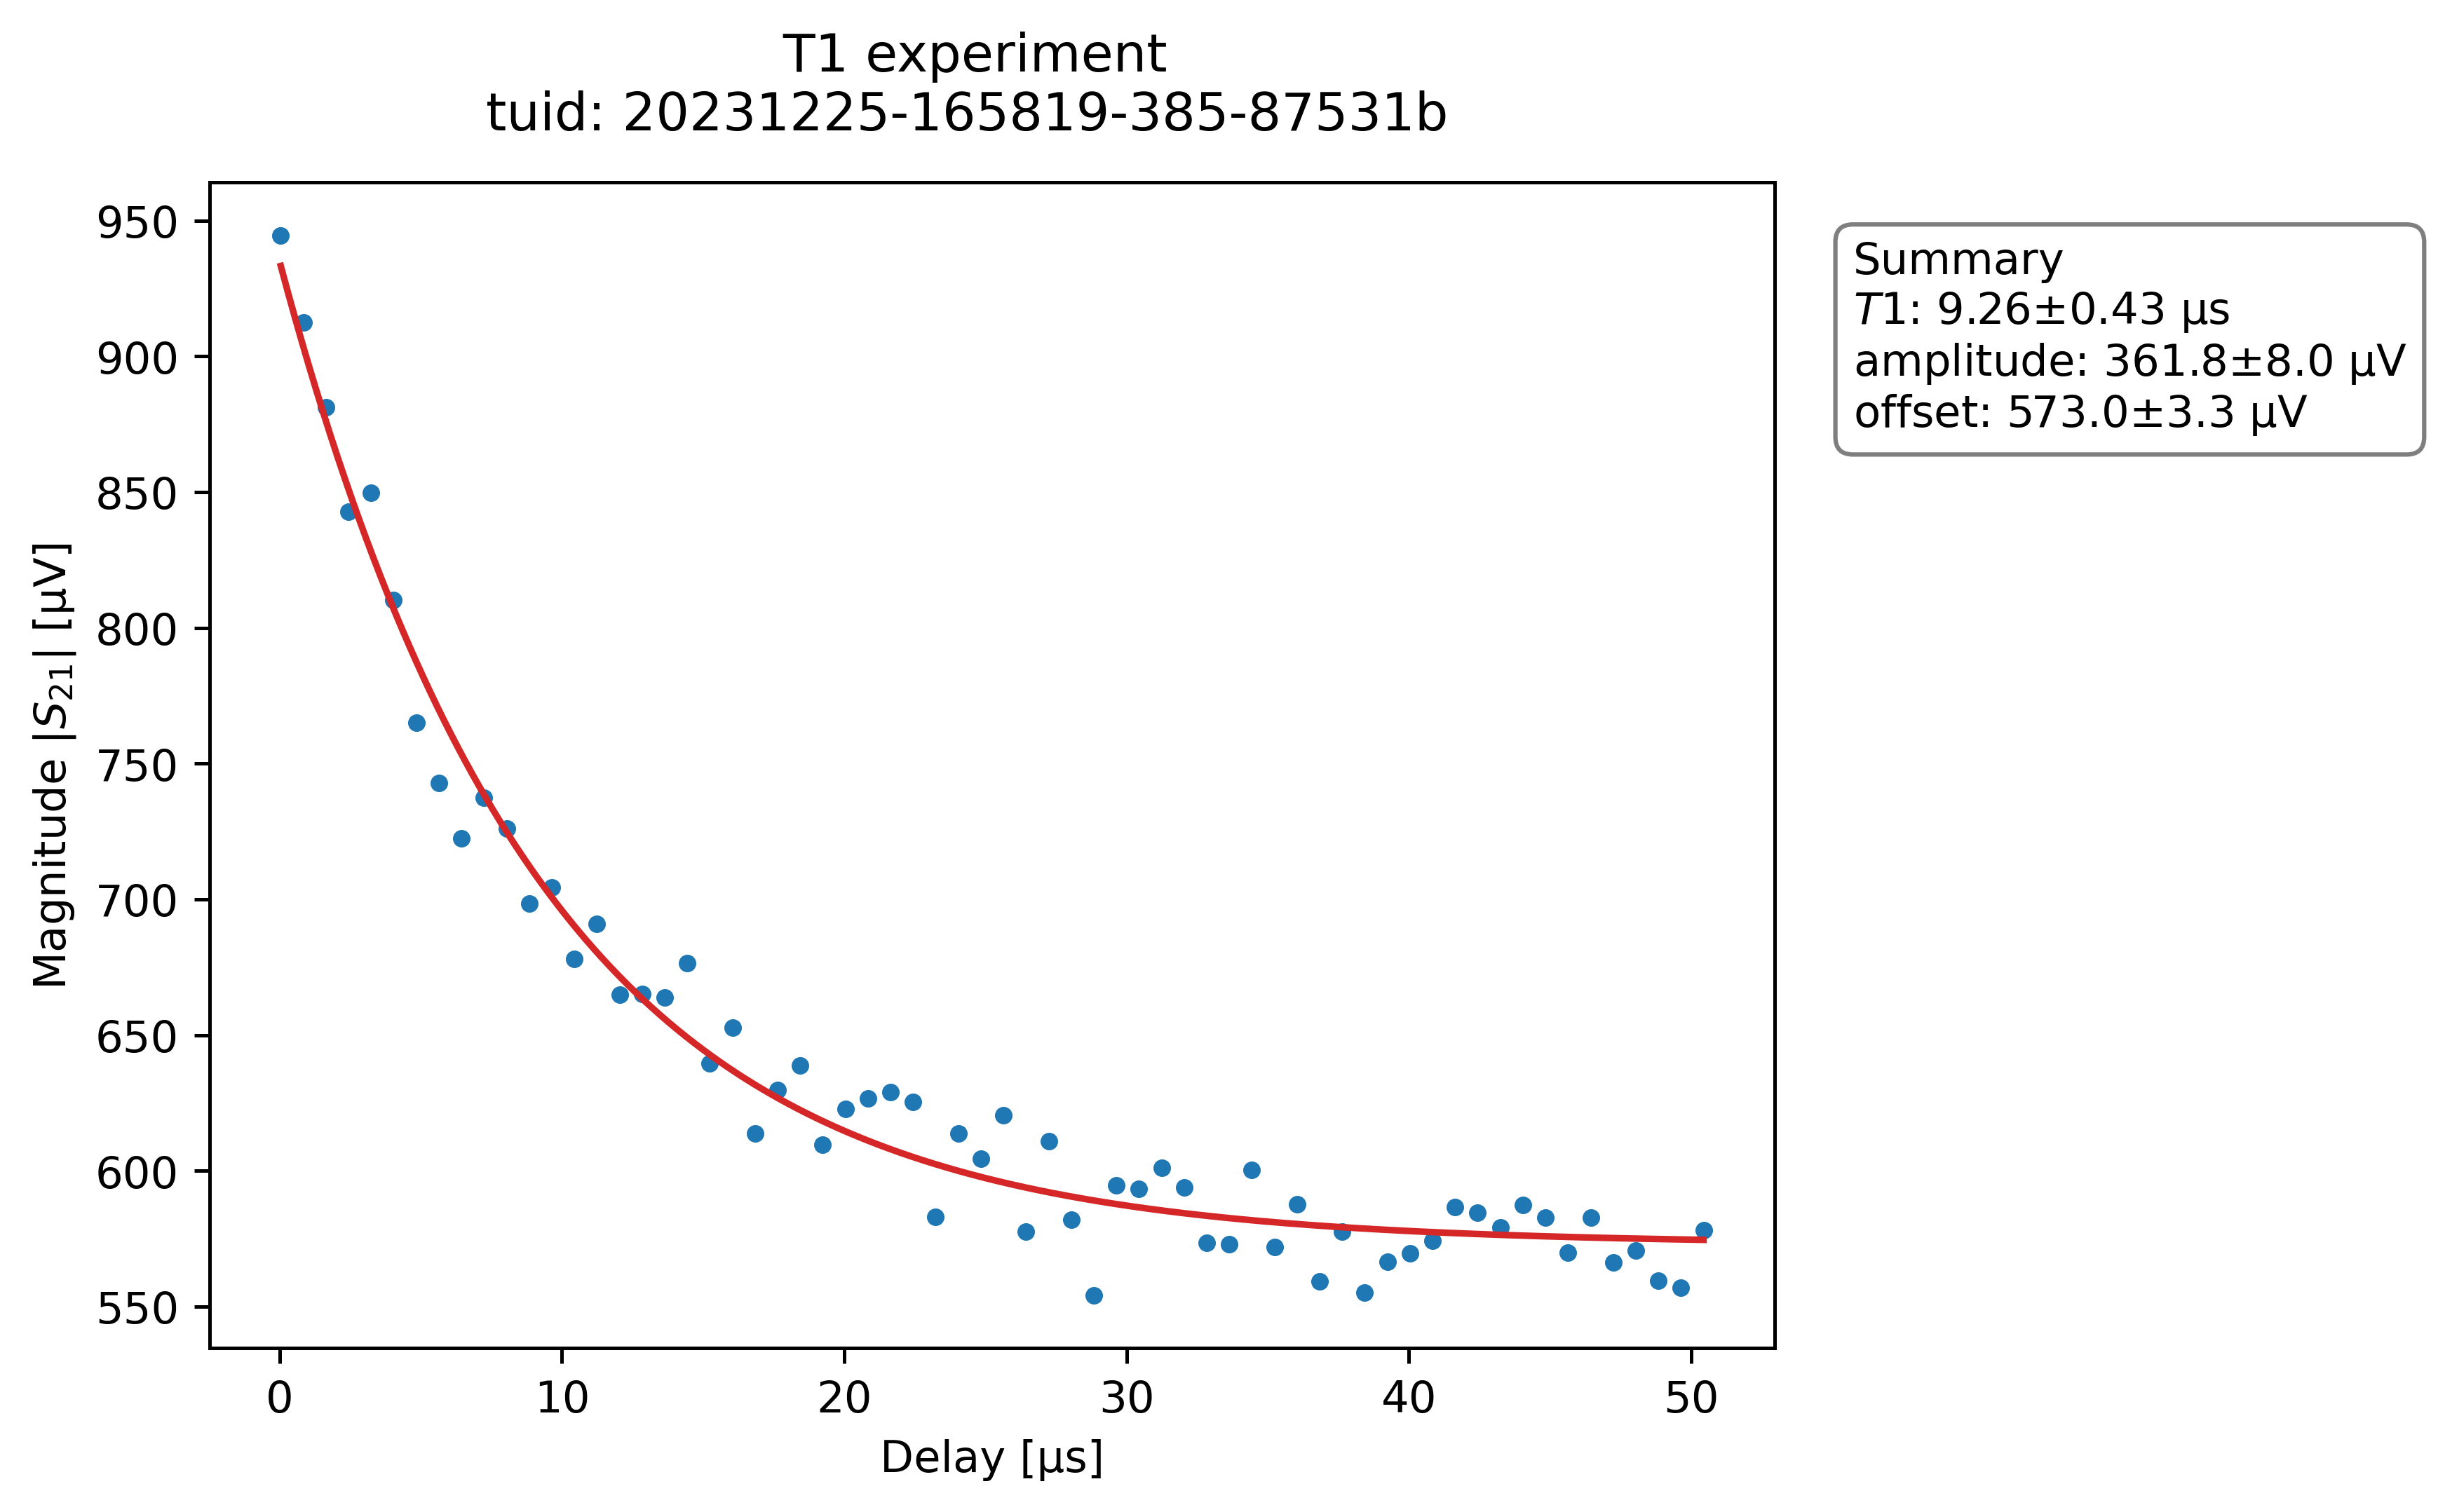 T1 experiment
tuid: 20231225-165819-385-87531b
Summary
T1: 9.26±0.43 μs
amplitude: 361.8±8.0 μV
offset: 573.0±3.3 μV
Magnitude |S21| [μV]
950
900
850
800
750
700
650
600
550
0 10 20 30 40 50
Delay [μs]